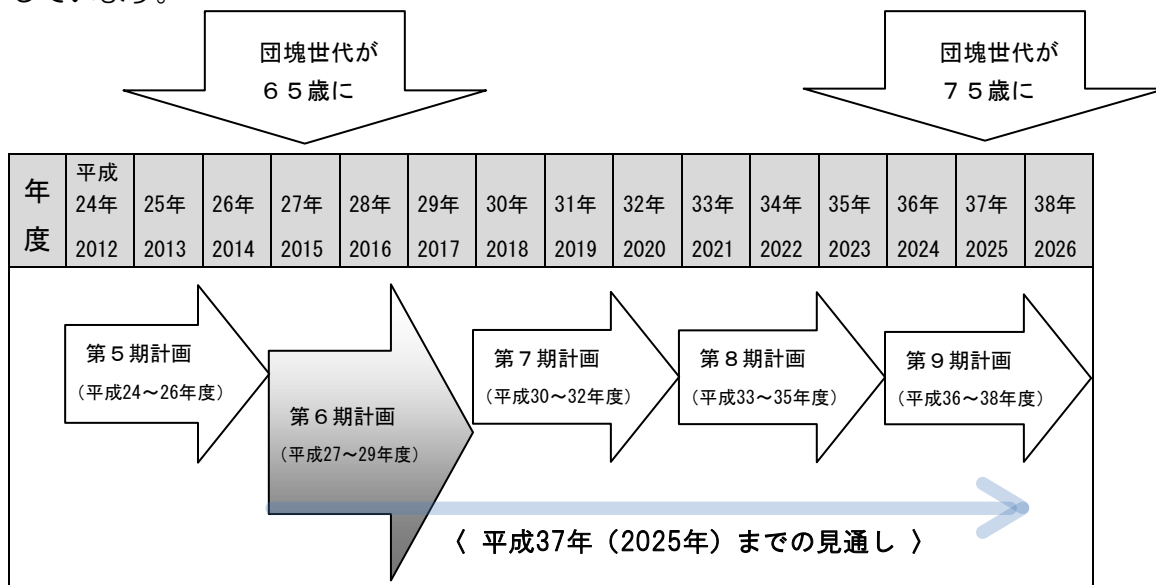 しています。
団塊世代が
６５歳に
団塊世代が
７５歳に
年度
平成
24年 25年 26年 27年 28年 29年 30年 31年 32年 33年 34年 35年 36年 37年 38年
2012 2013 2014 2015 2016 2017 2018 2019 2020 2021 2022 2023 2024 2025 2026
第５期計画
（平成24～26年度）
第６期計画
（平成27～29年度）
第７期計画
（平成30～32年度）
第８期計画
（平成33～35年度）
第９期計画
（平成36～38年度）
〈 平成37年（2025年）までの見通し 〉